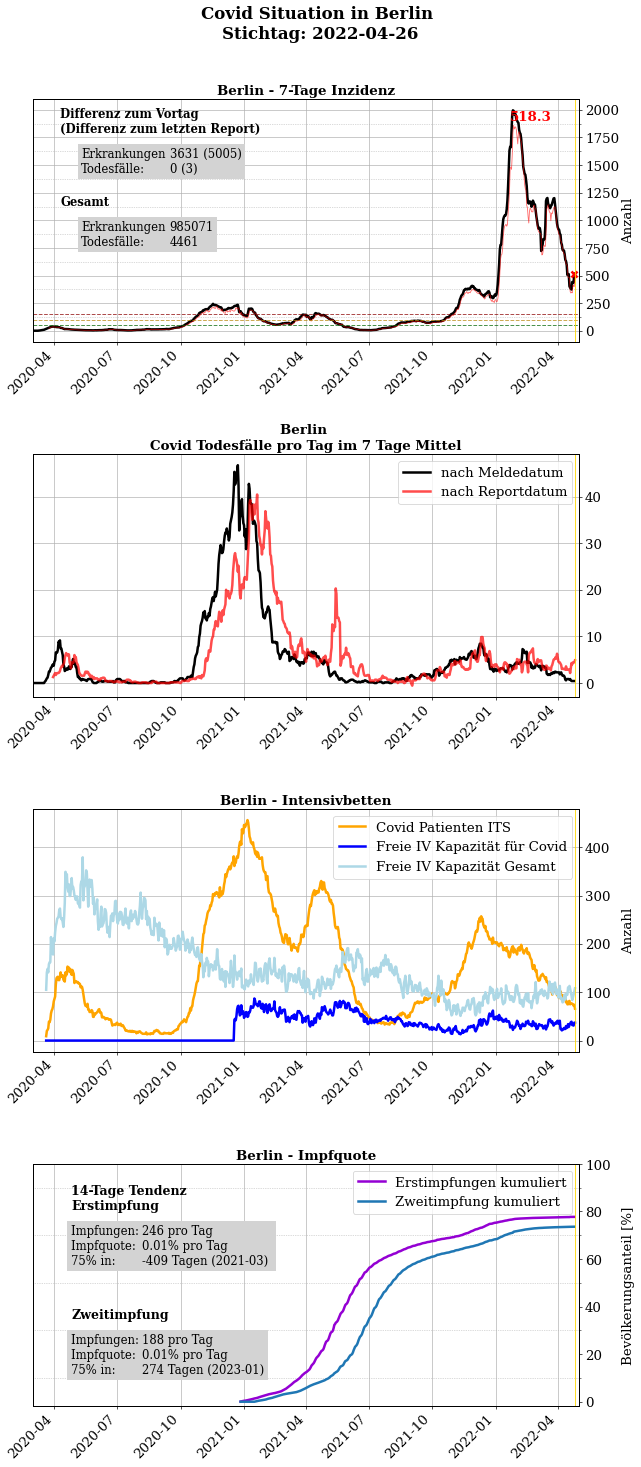 Covid Situation in Berlin
Stichtag: 2022-04-26
Berlin - 7-Tage Inzidenz
Differenz zum Vortag
(Differenz zum letzten Report)
Erkrankungen 3631 (5005)
Todesfälle: 0 (3)
Gesamt
Erkrankungen 985071
Todesfälle: 4461
518.3
2000
1750
1500
1250
1000
750
500
250
0
Anzahl
2020-04
2020-07
2020-10
2021-01
2021-04
2021-07
2021-10
2022-01
2022-04
Berlin
Covid Todesfälle pro Tag im 7 Tage Mittel
nach Meldedatum
nach Reportdatum
40
30
20
10
0
2020-04
2020-07
2020-10
2021-01
2021-04
2021-07
2021-10
2022-01
2022-04
Berlin - Intensivbetten
Covid Patienten ITS
Freie IV Kapazität für Covid
Freie IV Kapazität Gesamt
400
300
200
100
0
Anzahl
2020-04
2020-07
2020-10
2021-01
2021-04
2021-07
2021-10
2022-01
2022-04
Berlin - Impfquote
14-Tage Tendenz
Erstimpfung
Impfungen: 246 pro Tag
Impfquote: 0.01% pro Tag
75% in: -409 Tagen (2021-03)
Zweitimpfung
Impfungen: 188 pro Tag
Impfquote: 0.01% pro Tag
75% in: 274 Tagen (2023-01)
Erstimpfungen kumuliert
Zweitimpfung kumuliert
100
80
60
40
20
0
Bevölkerungsanteil [%]
2020-04
2020-07
2020-10
2021-01
2021-04
2021-07
2021-10
2022-01
2022-04